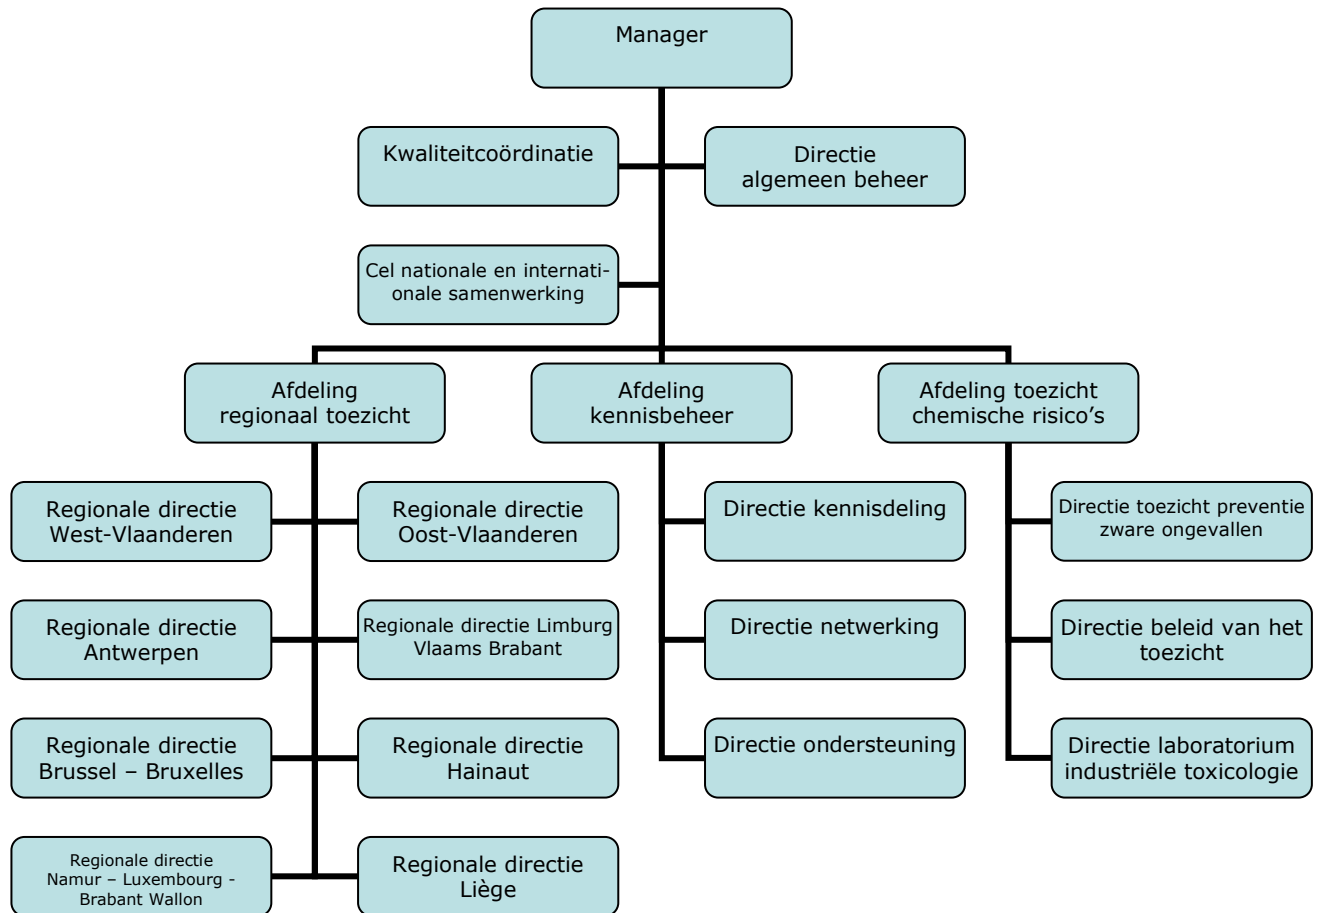 Manager
Kwaliteitcoördinatie
Directie
algemeen beheer
Cel nationale en internati-
onale samenwerking
Afdeling
regionaal toezicht
Afdeling
kennisbeheer
Afdeling toezicht
chemische risico’s
Regionale directie
West-Vlaanderen
Regionale directie
Oost-Vlaanderen
Directie kennisdeling
Directie toezicht preventie
zware ongevallen
Regionale directie
Antwerpen
Regionale directie Limburg
Vlaams Brabant
Directie netwerking
Directie beleid van het
toezicht
Regionale directie
Brussel – Bruxelles
Regionale directie
Hainaut
Directie ondersteuning
Directie laboratorium
industriële toxicologie
Regionale directie
Namur – Luxembourg -
Brabant Wallon
Regionale directie
Liège